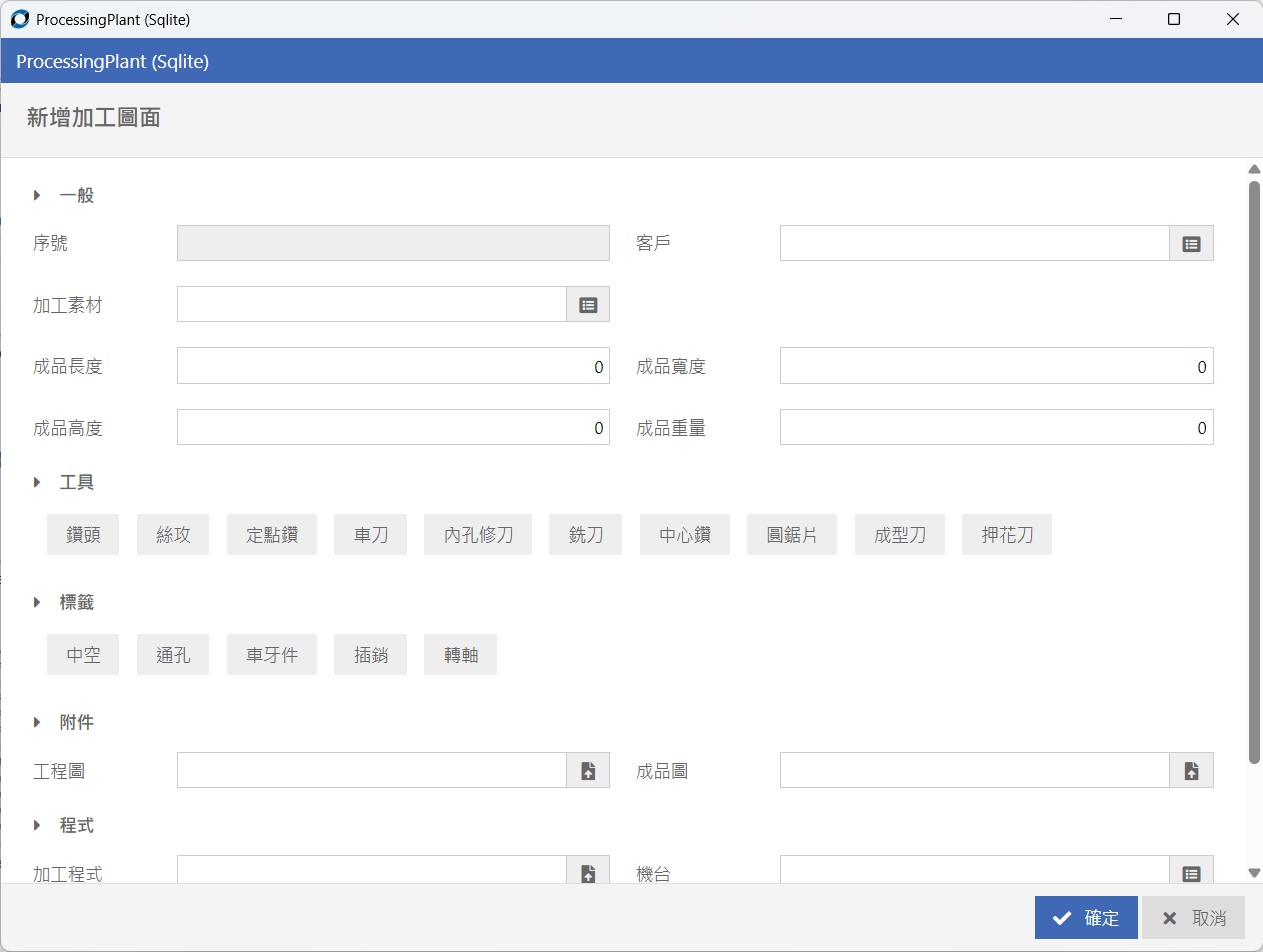 ProcessingPlant (Sqlite)
ProcessingPlant (Sqlite)
新增加工圖面
一般
序號 客戶
加工素材
成品長度 0 成品寬度 0
成品高度 0 成品重量 0
工具
鑽頭 絲攻 定點鑽 車刀 內孔修刀 銑刀 中心鑽 圓鋸片 成型刀 押花刀
標籤
中空 通孔 車牙件 插銷 轉軸
附件
工程圖 成品圖
程式
加工程式 機台
確定 取消